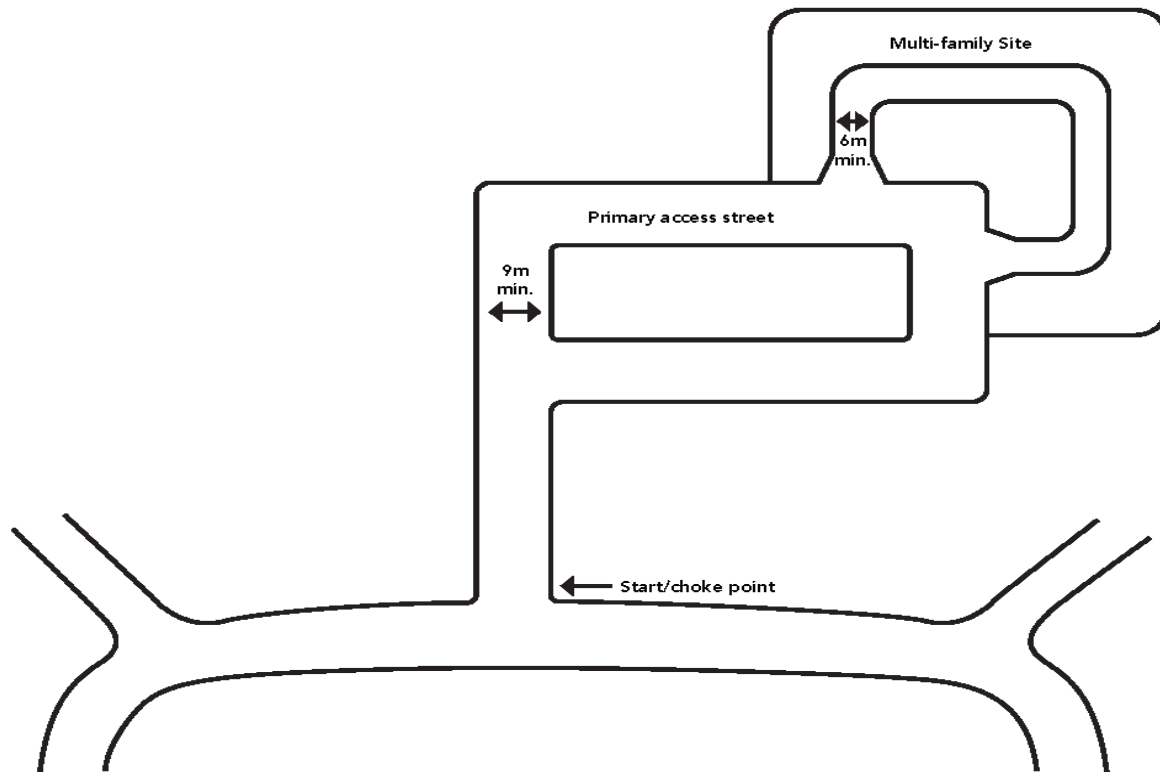 Multi-family Site
6m
min.
Primary access street
9m
min.
Start/choke point